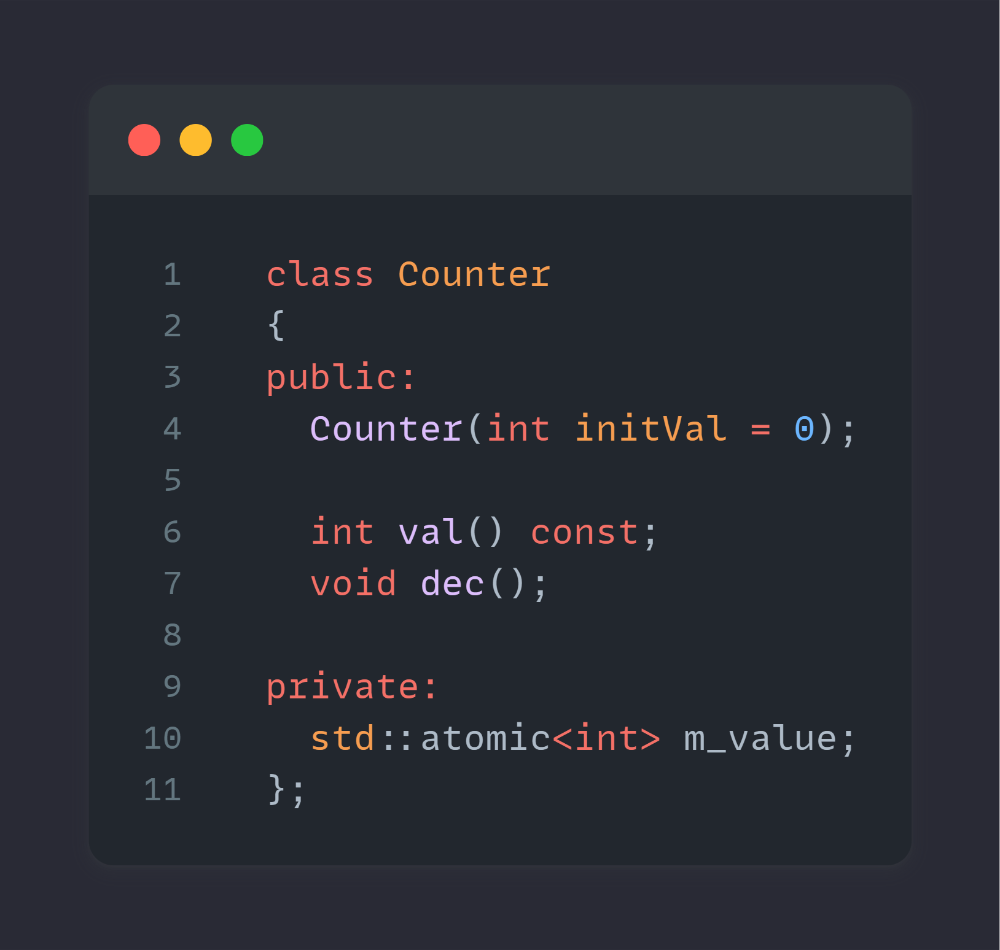 1 class Counter
2 {
3 public:
4   Counter(int initVal = 0);
5
6   int val() const;
7   void dec();
8
9 private:
10   std::atomic<int> m_value;
11 };